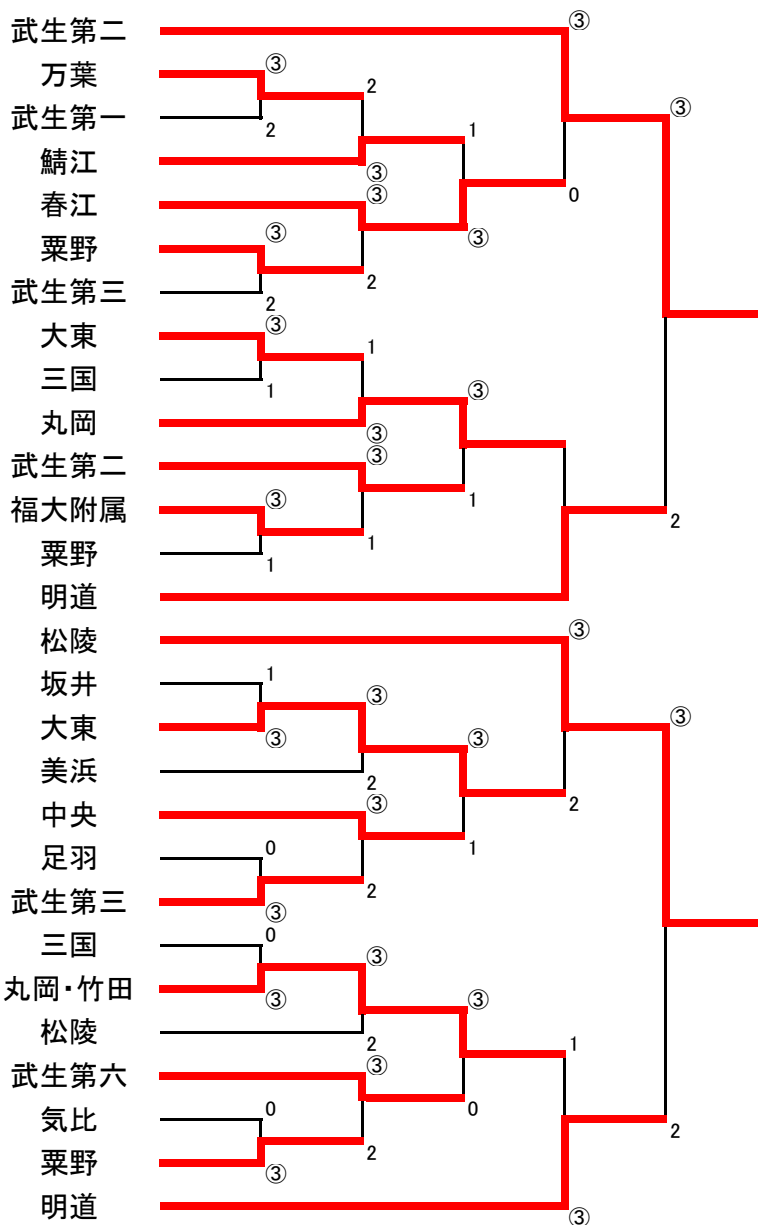 武生第二 ③
万葉 ③ 2 ③
武生第一 2 1
鯖江 ③
春江 ③ 0
粟野 ③ ③
武生第三 2 2
大東 ③ 1
三国 1
丸岡 ③ ③
武生第二 ③
福大附属 ③ 1 2
粟野 1 1
明道
松陵 ③
坂井 1 ③
大東 ③ ③ ③
美浜 2
中央 ③ 2
足羽 0 1
武生第三 ③ 2
三国 0 ③
丸岡・竹田 ③ ③
松陵 2 1
武生第六 ③
気比 0 0 2
粟野 ③ 2
明道 ③